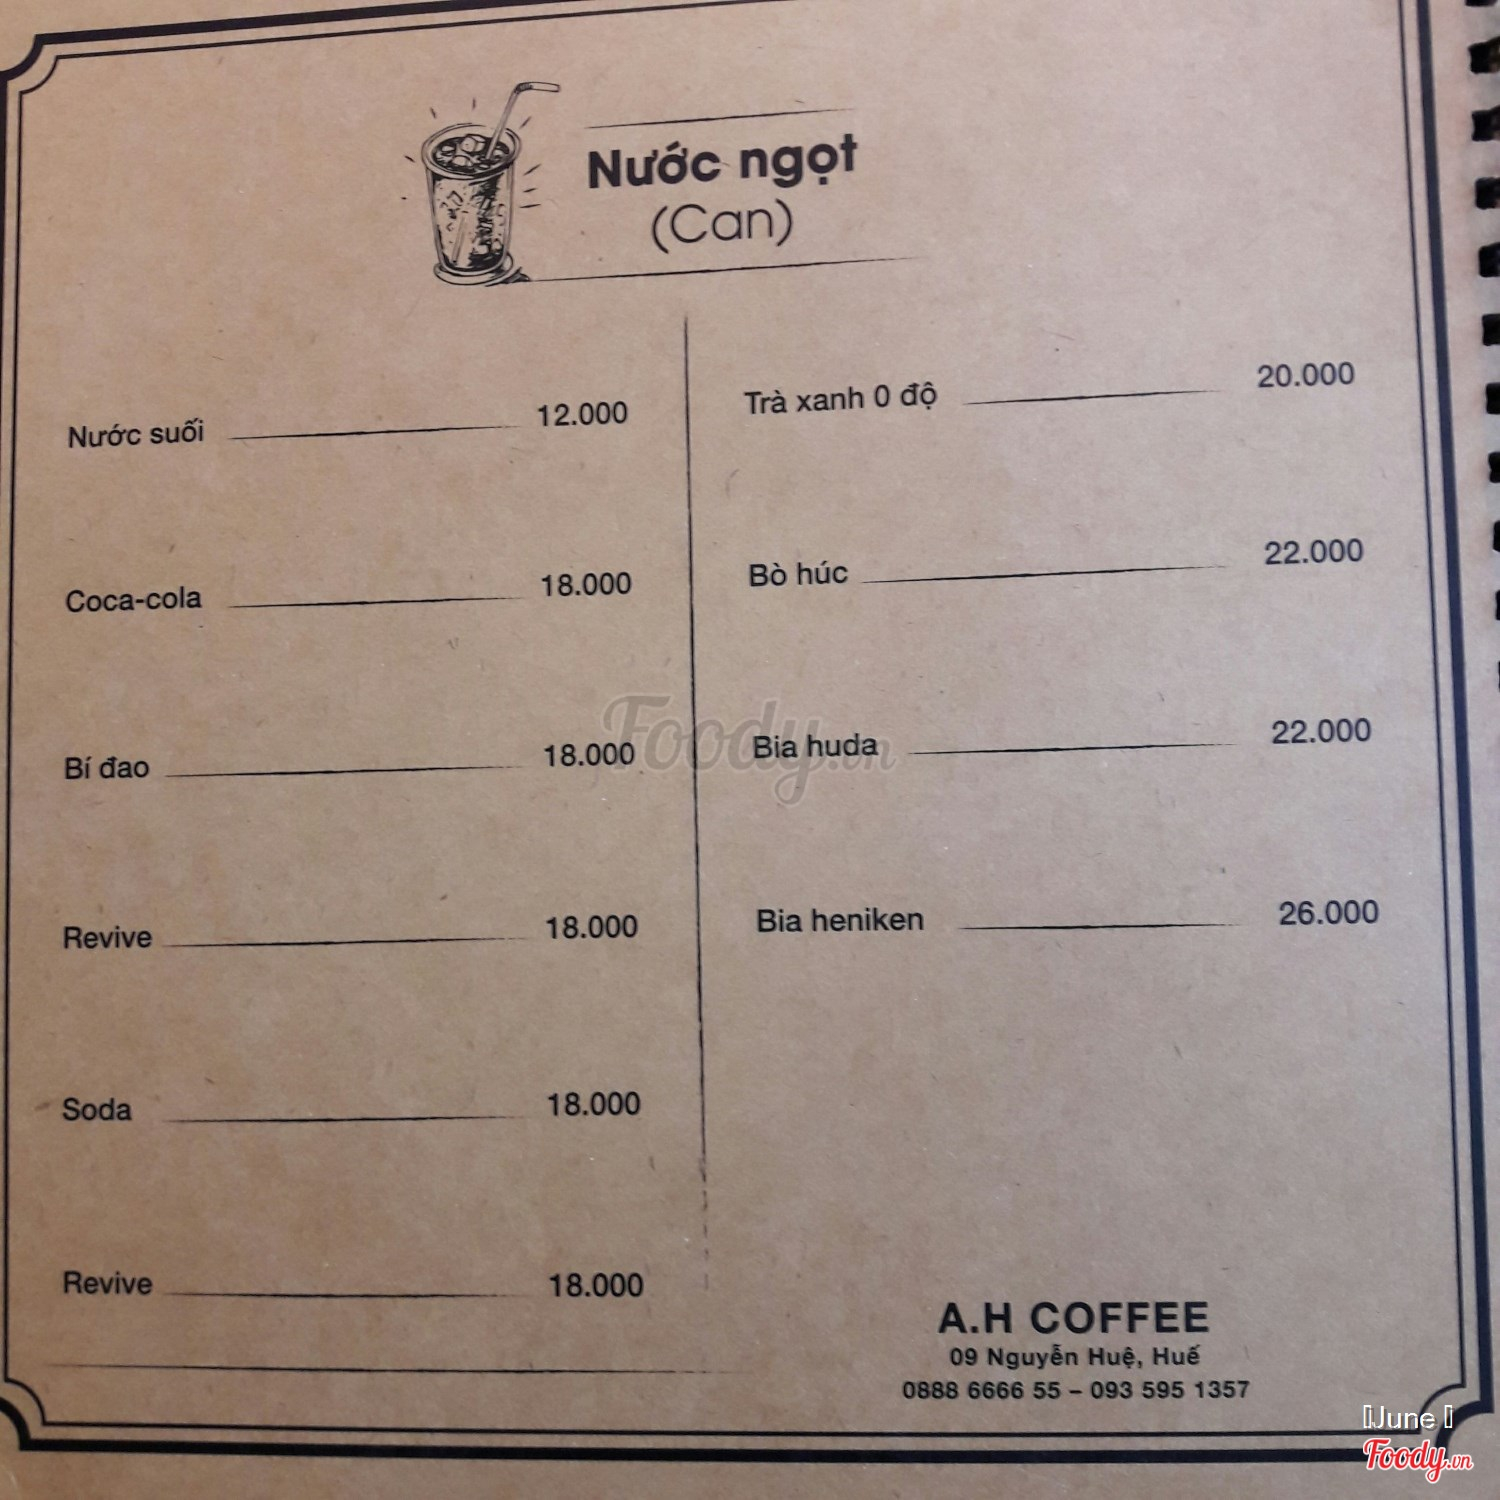 Nước ngọt
(Can)
Nước suối 12.000
Coca-cola 18.000
Bí đao 18.000
Revive 18.000
Soda 18.000
Revive 18.000
Trà xanh 0 độ 20.000
Bò húc 22.000
Bia huda 22.000
Bia heniken 26.000
A.H COFFEE
09 Nguyễn Huệ, Huế
0888 6666 55 – 093 595 1357
Foody.vn
June
Foody.vn